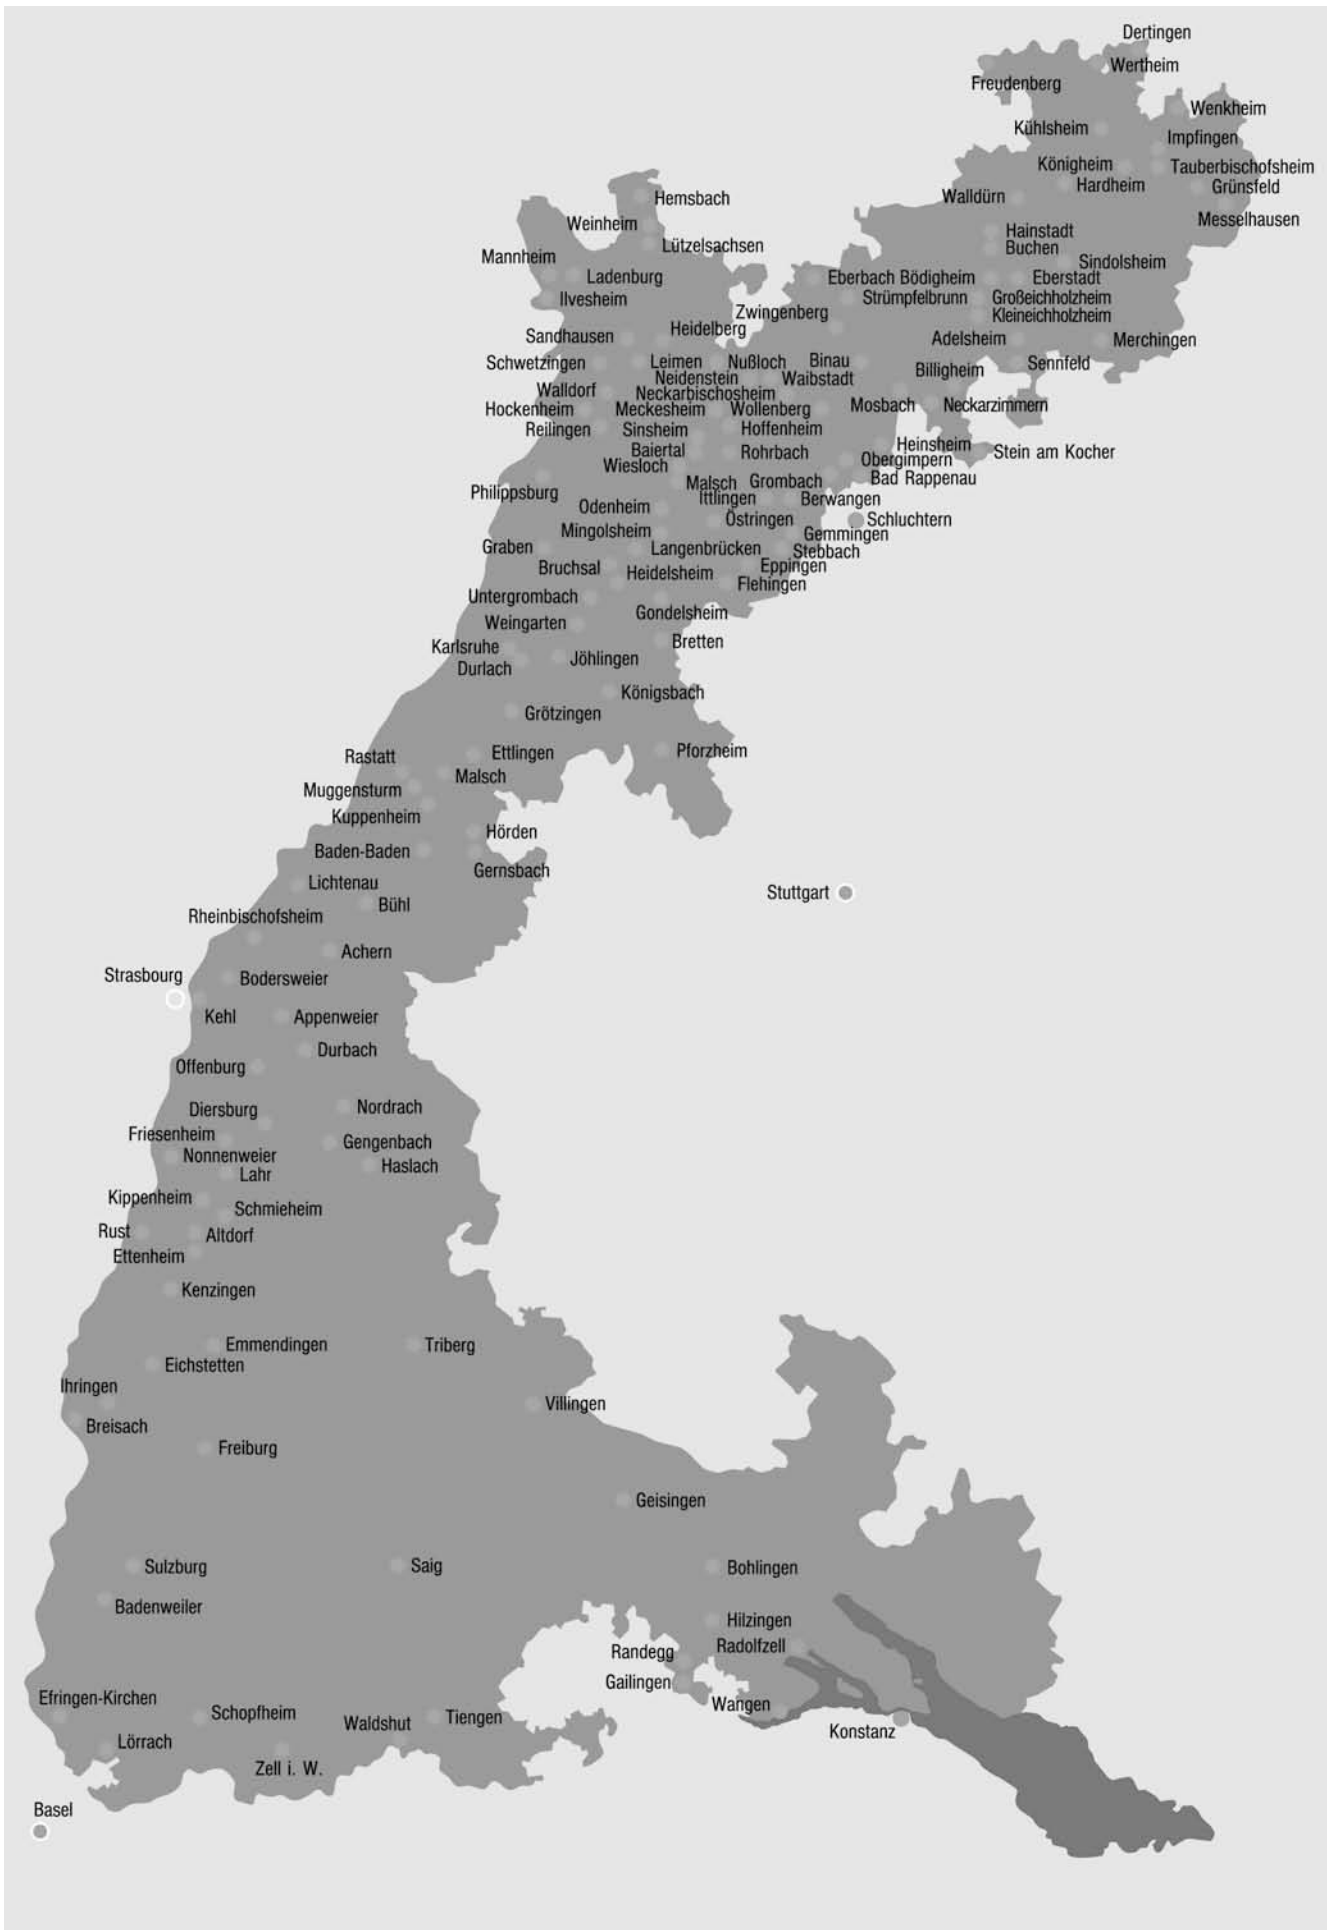 Dertingen
Wertheim
Freudenberg
Wenkheim
Kühlsheim
Impfingen
Königheim
Tauberbischofsheim
Hardheim
Grünsfeld
Walldürn
Hemsbach
Messelhausen
Weinheim
Hainstadt
Lützelsachsen
Buchen
Mannheim
Sindolsheim
Ladenburg
Eberbach Bödigheim
Eberstadt
Ilvesheim
Strümpfelbrunn
Großeichholzheim
Zwingenberg
Kleineichholzheim
Heidelberg
Sandhausen
Adelsheim
Merchingen
Schwetzingen
Leimen
Nußloch
Binau
Sennfeld
Billigheim
Neidenstein
Waibstadt
Walldorf
Neckarbischosheim
Hockenheim
Meckesheim
Wollenberg
Mosbach
Neckarzimmern
Reilingen
Sinsheim
Hoffenheim
Heinsheim
Baiertal
Rohrbach
Stein am Kocher
Obergimpern
Wiesloch
Bad Rappenau
Malsch
Grombach
Philippsburg
Ittlingen
Berwangen
Odenheim
Östringen
Schluchtern
Mingolsheim
Gemmingen
Graben
Langenbrücken
Stebbach
Bruchsal
Eppingen
Heidelsheim
Flehingen
Untergrombach
Gondelsheim
Weingarten
Bretten
Karlsruhe
Jöhlingen
Durlach
Königsbach
Grötzingen
Pforzheim
Ettlingen
Rastatt
Malsch
Muggensturm
Kuppenheim
Hörden
Baden-Baden
Gernsbach
Lichtenau
Stuttgart
Bühl
Rheinbischofsheim
Achern
Strasbourg
Bodersweier
Kehl
Appenweier
Durbach
Offenburg
Diersburg
Nordrach
Friesenheim
Gengenbach
Nonnenweier
Haslach
Lahr
Kippenheim
Schmieheim
Rust
Altdorf
Ettenheim
Kenzingen
Emmendingen
Triberg
Eichstetten
Ihringen
Villingen
Breisach
Freiburg
Geisingen
Sulzburg
Saig
Bohlingen
Badenweiler
Hilzingen
Radolfzell
Randegg
Gailingen
Efringen-Kirchen
Wangen
Schopfheim
Tiengen
Waldshut
Konstanz
Lörrach
Zell i. W.
Basel